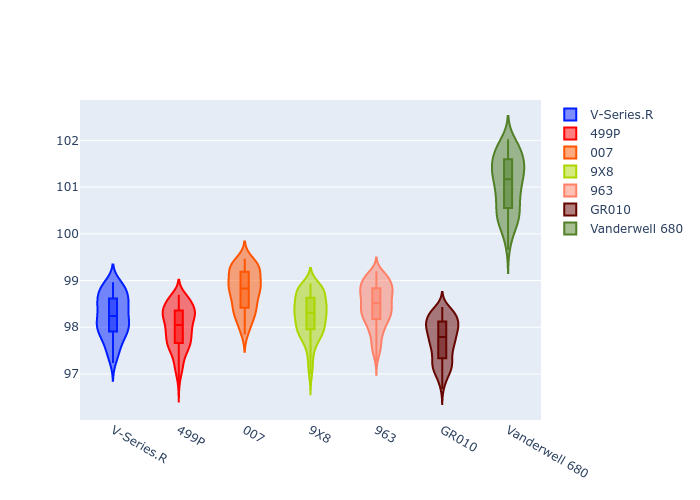 102
101
100
99
98
97
V-Series.R
499P
007
9X8
963
GR010
Vanderwell 680
V-Series.R
499P
007
9X8
963
GR010
Vanderwell 680